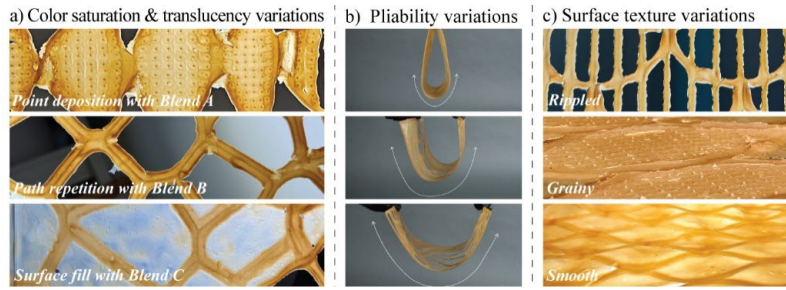 a) Color saturation & translucency variations
Point deposition with Blend A
Path repetition with Blend B
Surface fill with Blend C
b) Pliability variations
c) Surface texture variations
Rippled
Grainy
Smooth